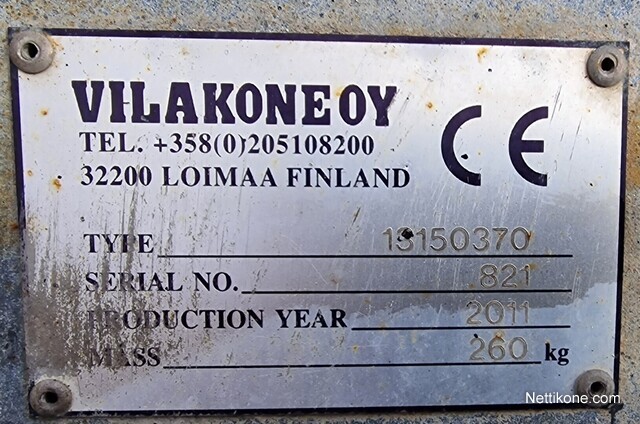 VILAKONE OY
TEL. +358(0)205108200
32200 LOIMAA FINLAND
CE
TYPE 13150370
SERIAL NO. 821
PRODUCTION YEAR 2011
MASS 260 kg
Nettikone.com